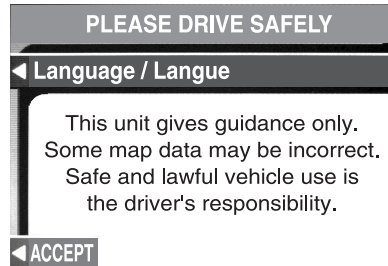 PLEASE DRIVE SAFELY
Language / Langue
This unit gives guidance only.
Some map data may be incorrect.
Safe and lawful vehicle use is
the driver's responsibility.
ACCEPT